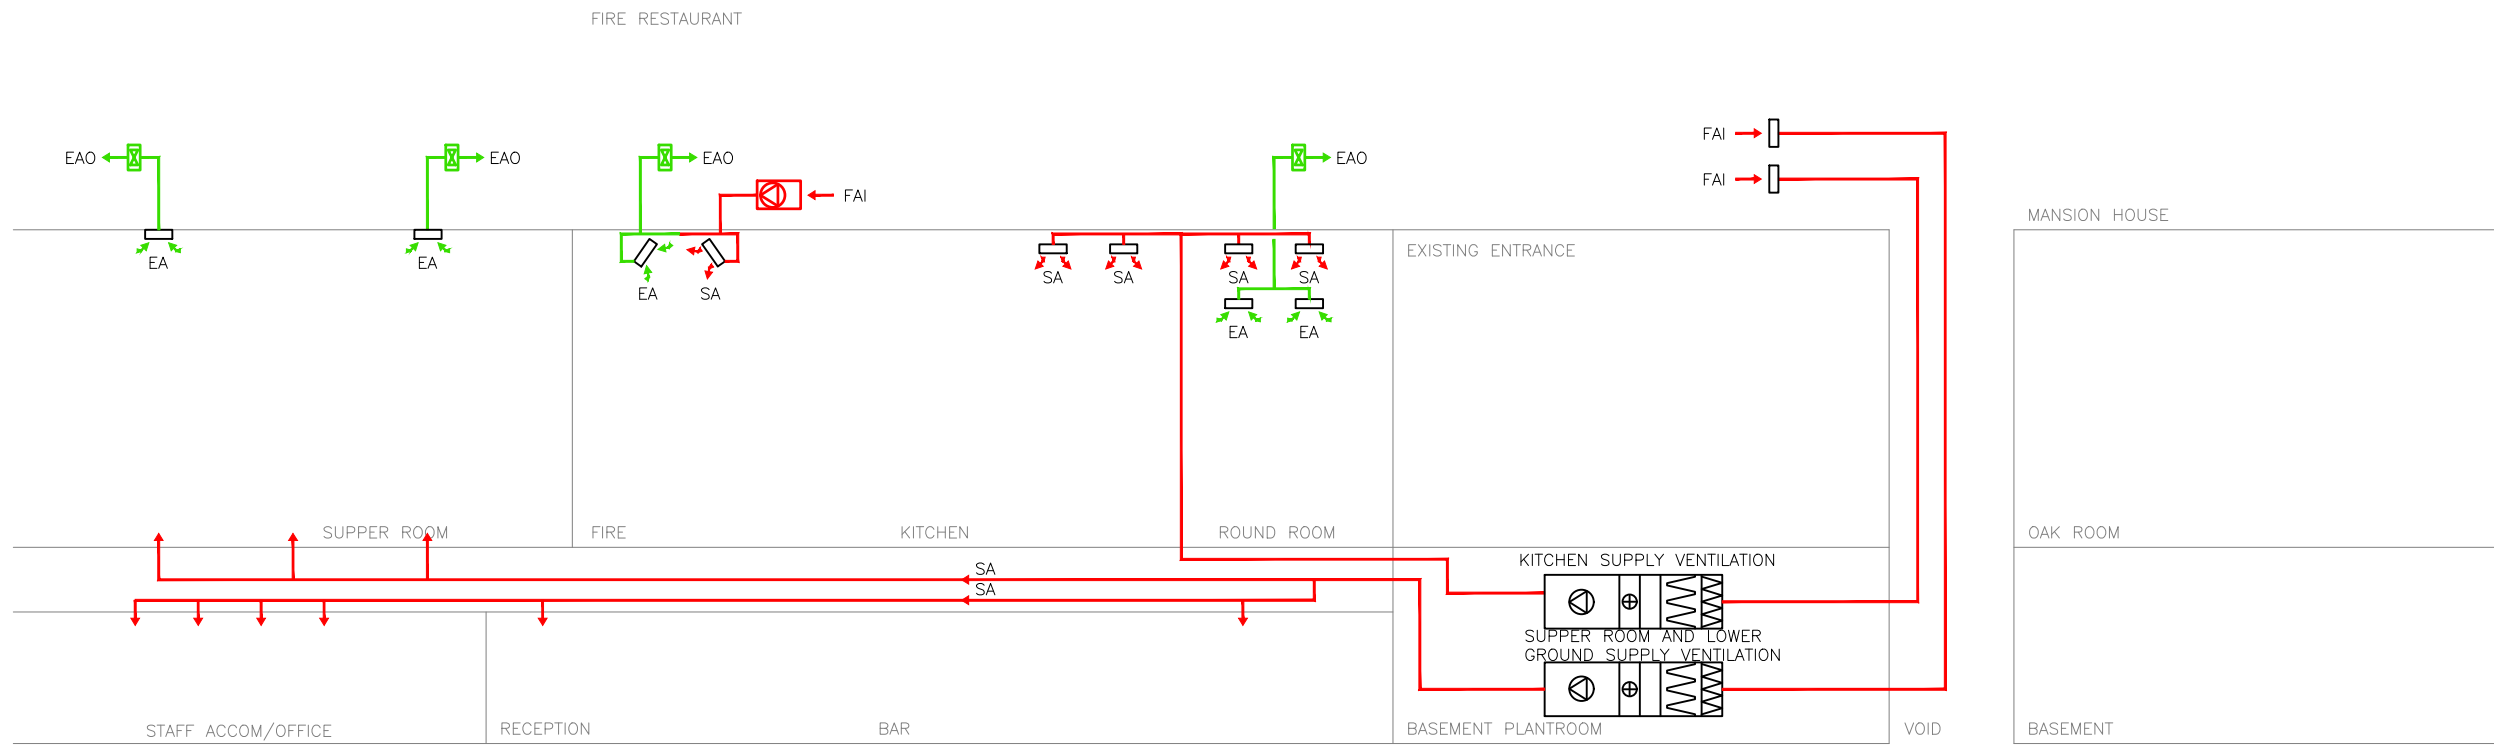 FIRE RESTAURANT
FAI
EAO
EAO
EAO
EAO
FAI
FAI
MANSION HOUSE
EXISTING ENTRANCE
EA
EA
SA
SA
SA
SA
EA
SA
EA
EA
SUPPER ROOM
FIRE
KITCHEN
ROUND ROOM
OAK ROOM
KITCHEN SUPPLY VENTILATION
SA
SA
SUPPER ROOM AND LOWER
GROUND SUPPLY VENTILATION
STAFF ACCOM/OFFICE
RECEPTION
BAR
BASEMENT PLANTROOM
VOID
BASEMENT